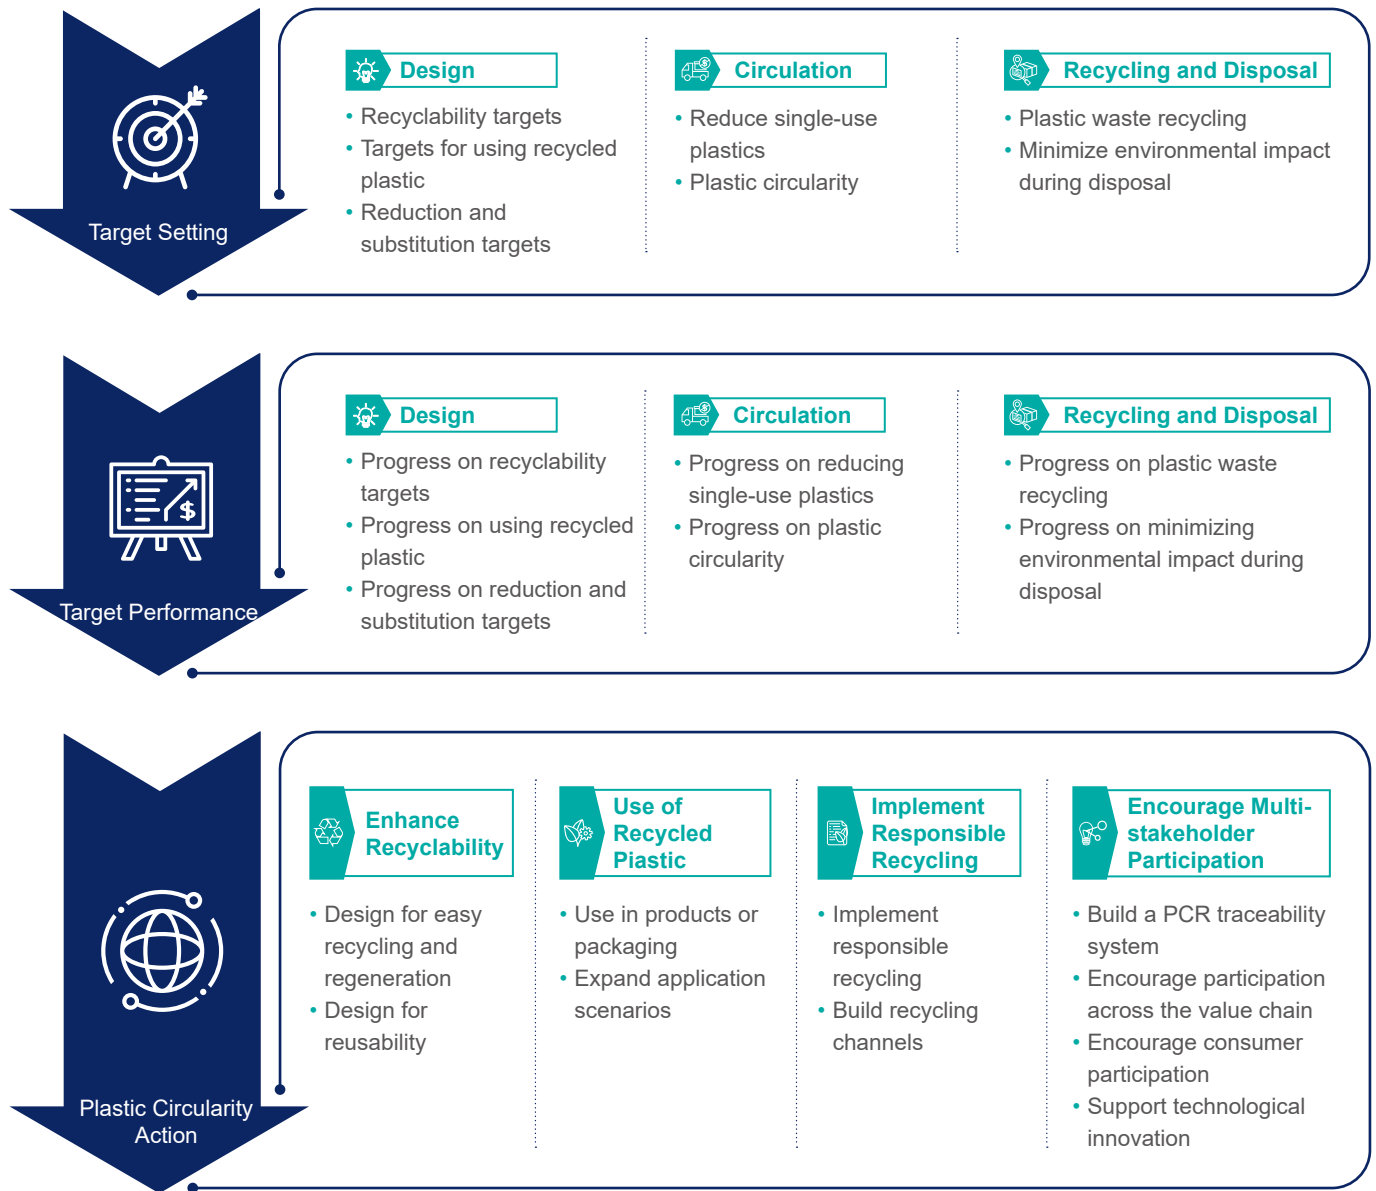 Target Setting
Design
• Recyclability targets
• Targets for using recycled
plastic
• Reduction and
substitution targets
Circulation
• Reduce single-use
plastics
• Plastic circularity
Recycling and Disposal
• Plastic waste recycling
• Minimize environmental impact
during disposal
Target Performance
Design
• Progress on recyclability
targets
• Progress on using recycled
plastic
• Progress on reduction and
substitution targets
Circulation
• Progress on reducing
single-use plastics
• Progress on plastic
circularity
Recycling and Disposal
• Progress on plastic waste
recycling
• Progress on minimizing
environmental impact during
disposal
Plastic Circularity
Action
Enhance
Recyclability
• Design for easy
recycling and
regeneration
• Design for
reusability
Use of
Recycled
Piastic
• Use in products or
packaging
• Expand application
scenarios
Implement
Responsible
Recycling
• Implement
responsible
recycling
• Build recycling
channels
Encourage Multi-
stakeholder
Participation
• Build a PCR traceability
system
• Encourage participation
across the value chain
• Encourage consumer
participation
• Support technological
innovation